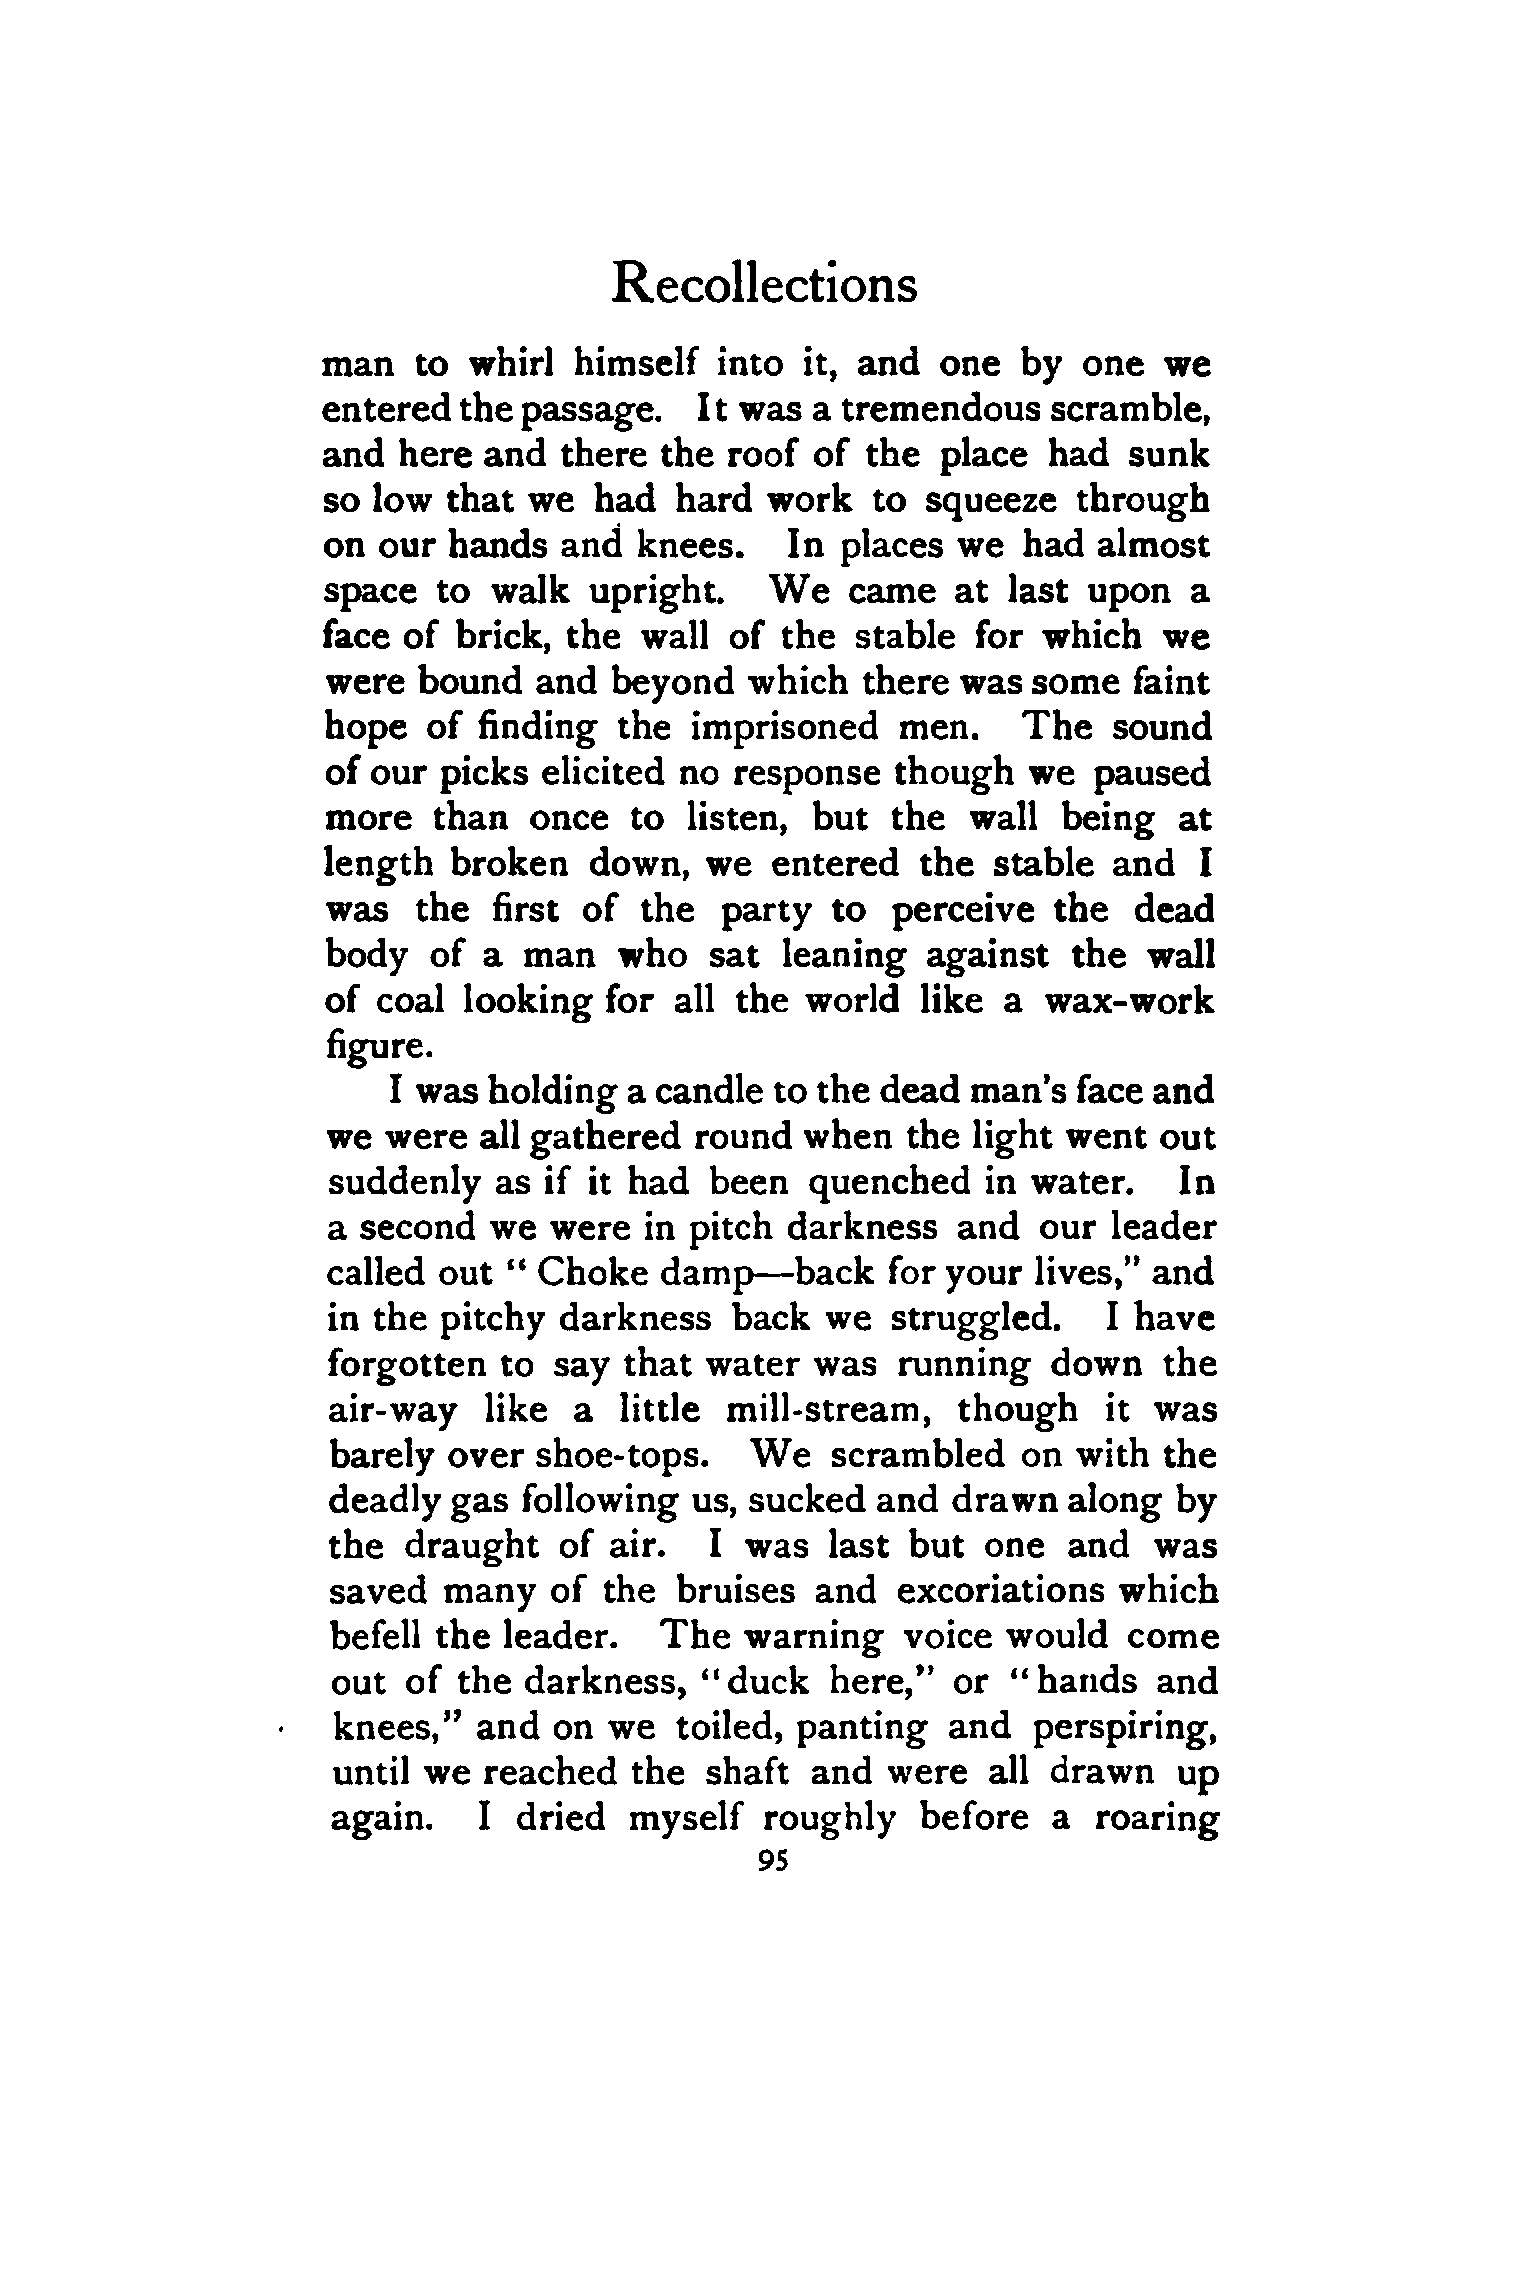 Recollections
man to whirl himself into it, and one by one we
entered the passage. It was a tremendous scramble,
and here and there the roof of the place had sunk
so low that we had hard work to squeeze through
on our hands and knees. In places we had almost
space to walk upright. We came at last upon a
face of brick, the wall of the stable for which we
were bound and beyond which there was some faint
hope of finding the imprisoned men. The sound
of our picks elicited no response though we paused
more than once to listen, but the wall being at
length broken down, we entered the stable and I
was the first of the party to perceive the dead
body of a man who sat leaning against the wall
of coal looking for all the world like a wax-work
figure.
I was holding a candle to the dead man's face and
we were all gathered round when the light went out
suddenly as if it had been quenched in water. In
a second we were in pitch darkness and our leader
called out “ Choke damp—back for your lives,” and
in the pitchy darkness back we struggled. I have
forgotten to say that water was running down the
air-way like a little mill-stream, though it was
barely over shoe-tops. We scrambled on with the
deadly gas following us, sucked and drawn along by
the draught of air. I was last but one and was
saved many of the bruises and excoriations which
befell the leader. The warning voice would come
out of the darkness, “duck here,” or “hands and
knees,” and on we toiled, panting and perspiring,
until we reached the shaft and were all drawn up
again. I dried myself roughly before a roaring
95